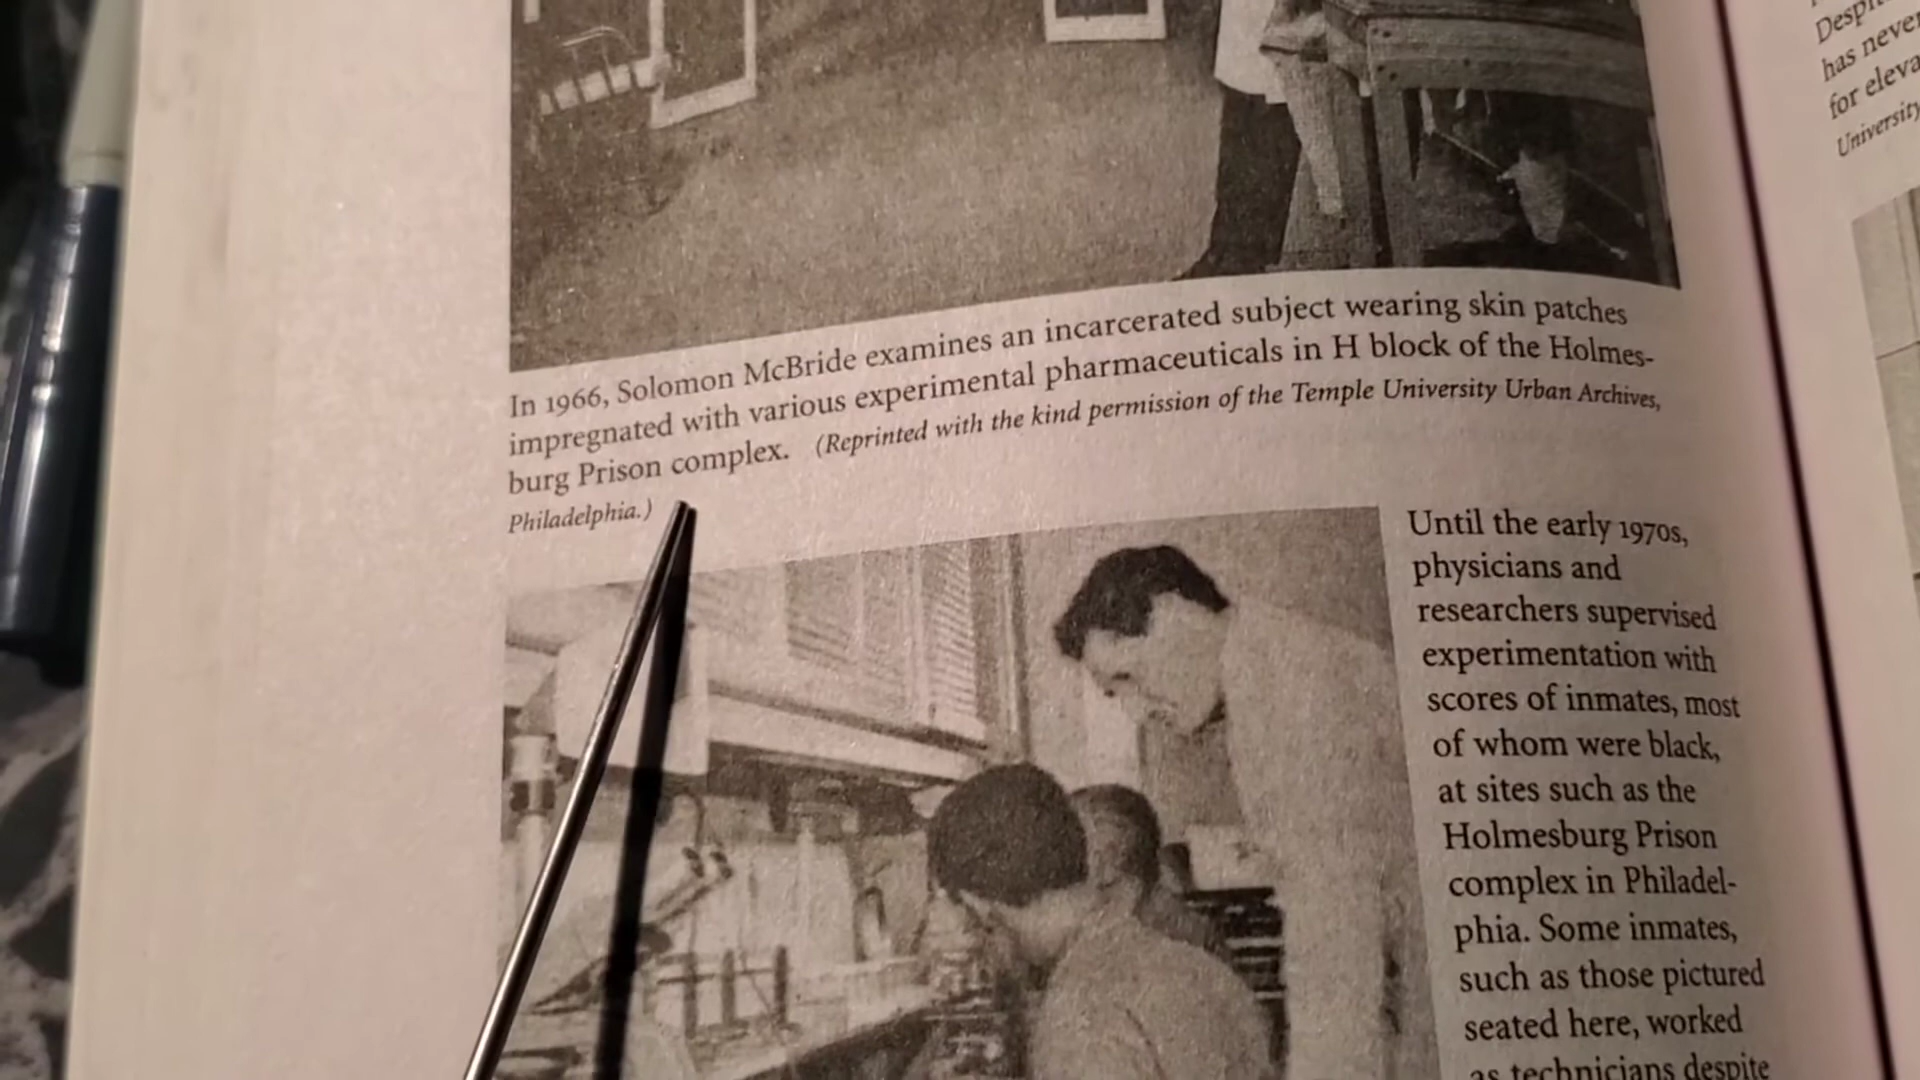 In 1966, Solomon McBride examines an incarcerated subject wearing skin patches
impregnated with various experimental pharmaceuticals in H block of the Holmes-
burg Prison complex. (Reprinted with the kind permission of the Temple University Urban Archives,
Philadelphia.)
Until the early 1970s,
physicians and
researchers supervised
experimentation with
scores of inmates, most
of whom were black,
at sites such as the
Holmesburg Prison
complex in Philadel-
phia. Some inmates,
such as those pictured
seated here, worked
as technicians despite
has never
for eleva
University